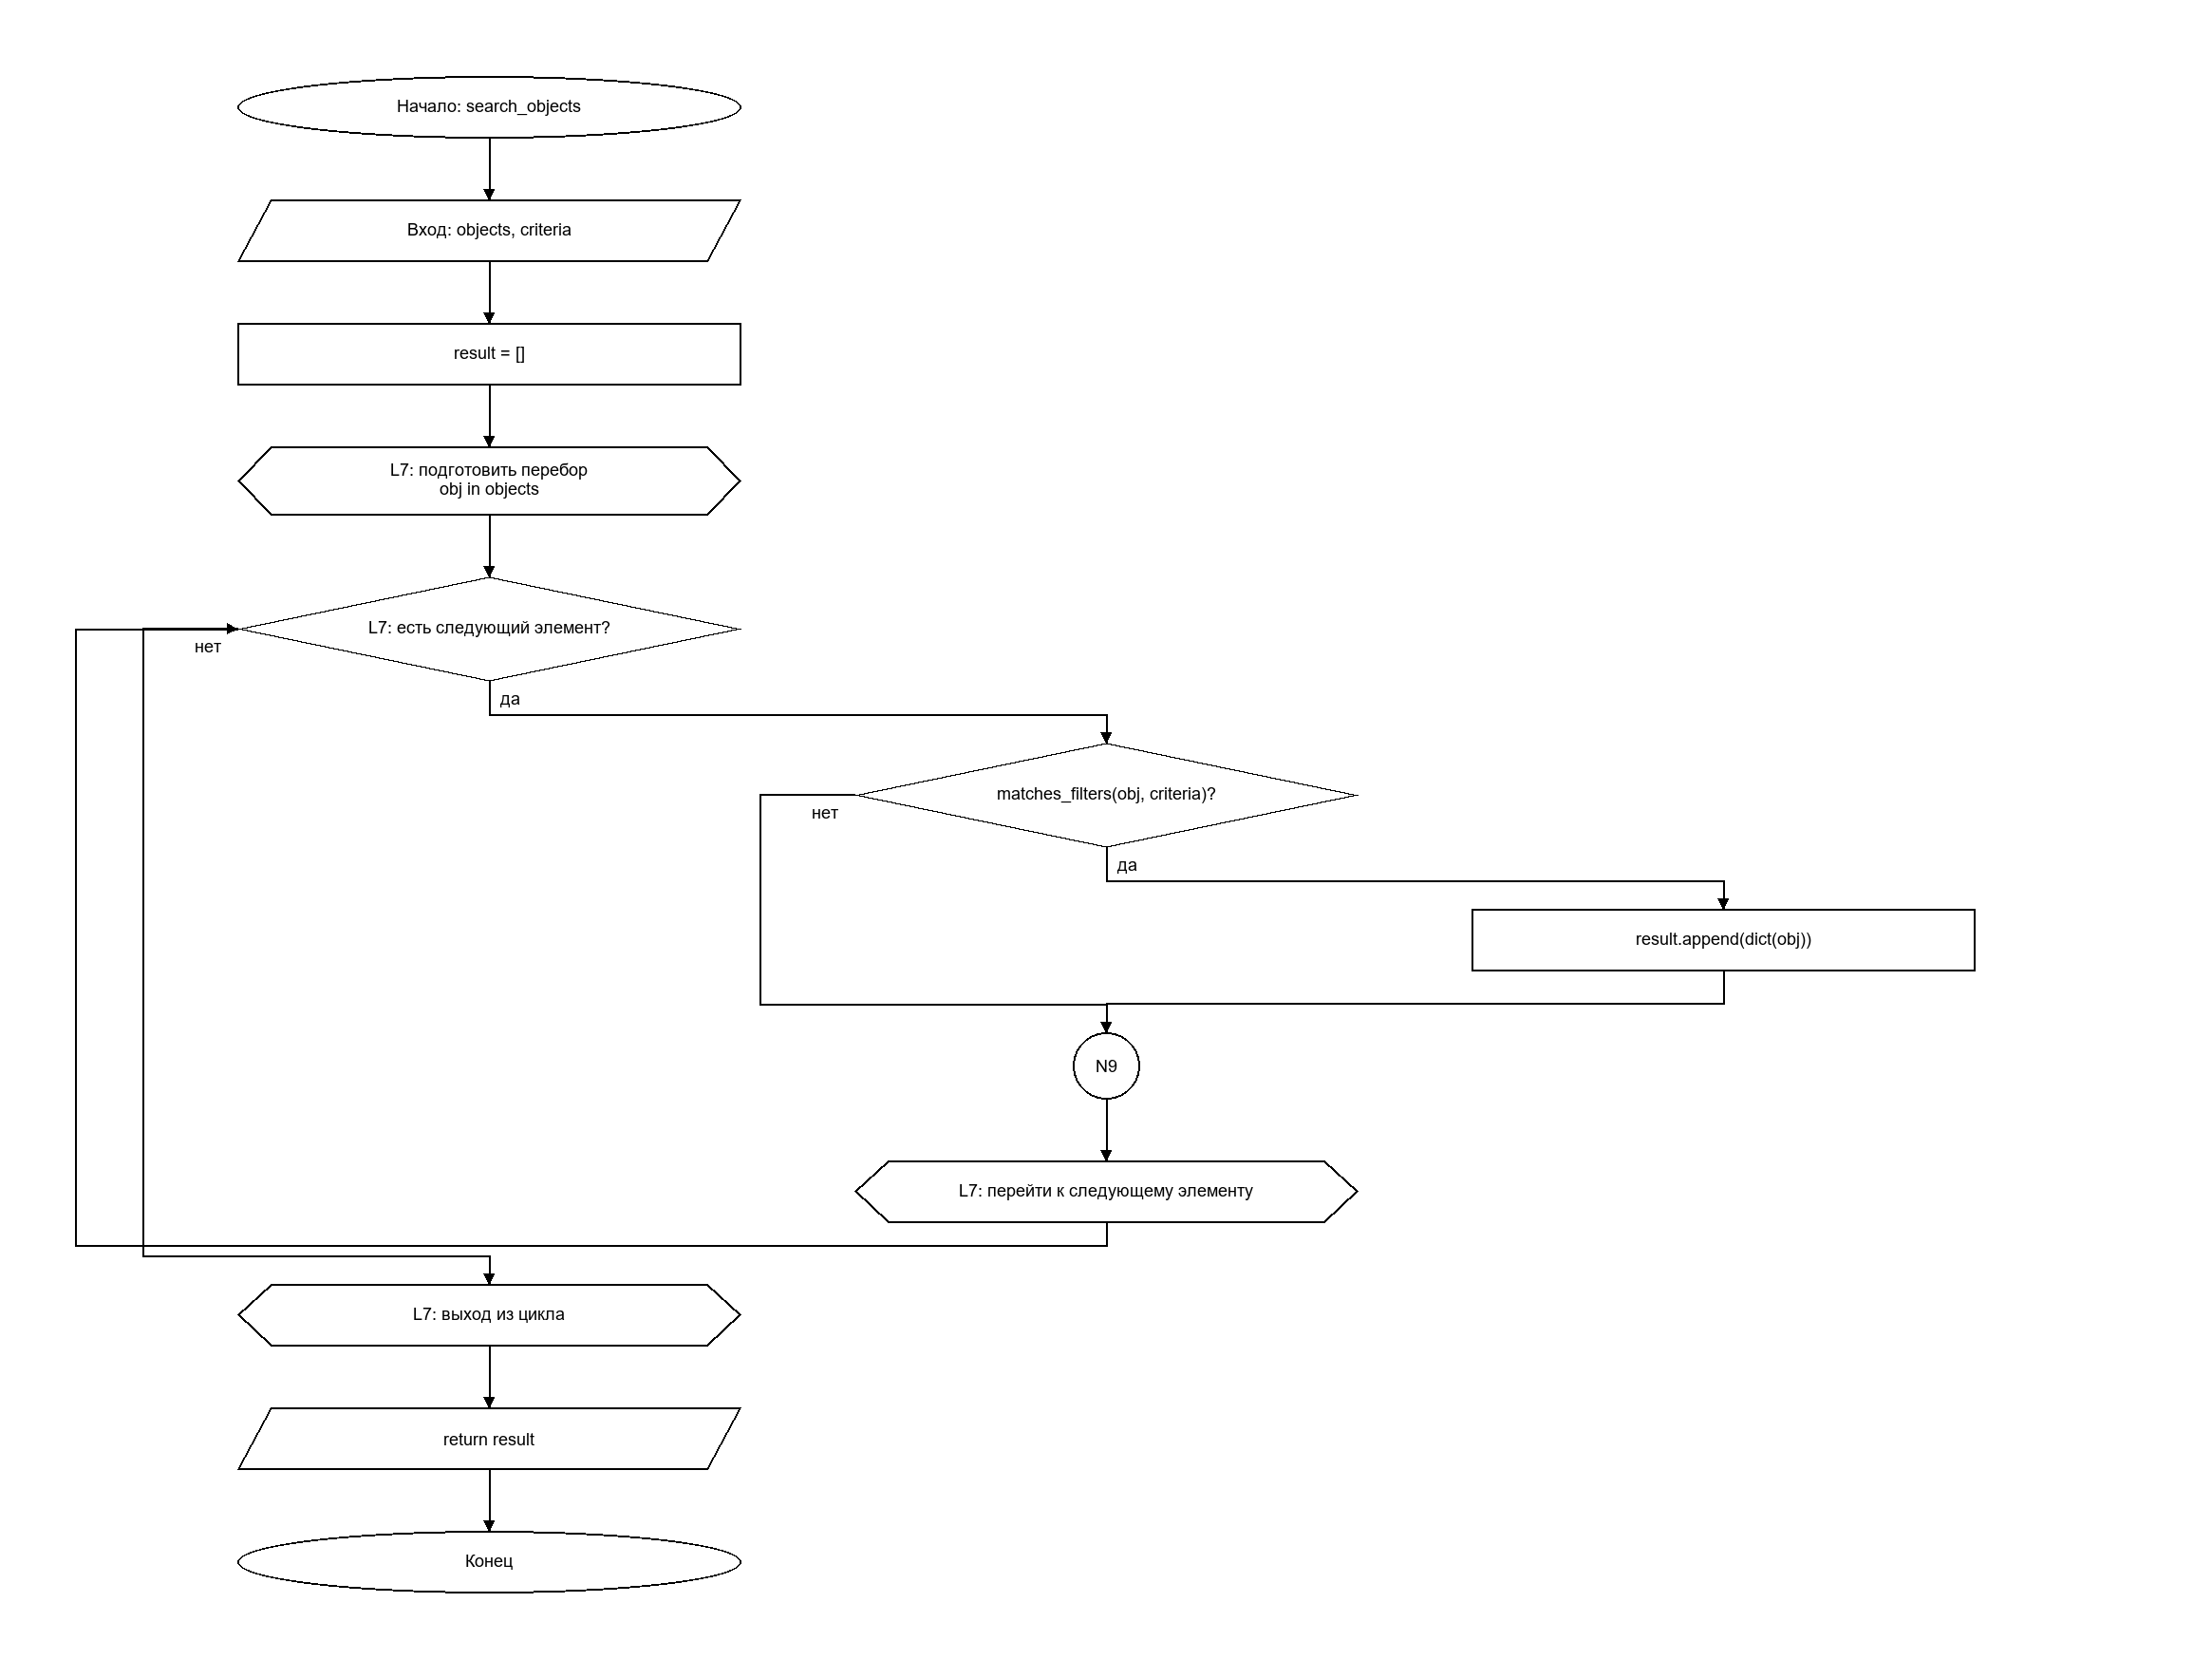 Начало: search_objects
Вход: objects, criteria
result = []
L7: подготовить перебор
obj in objects
L7: есть следующий элемент?
нет
да
matches_filters(obj, criteria)?
нет
да
result.append(dict(obj))
N9
L7: перейти к следующему элементу
L7: выход из цикла
return result
Конец